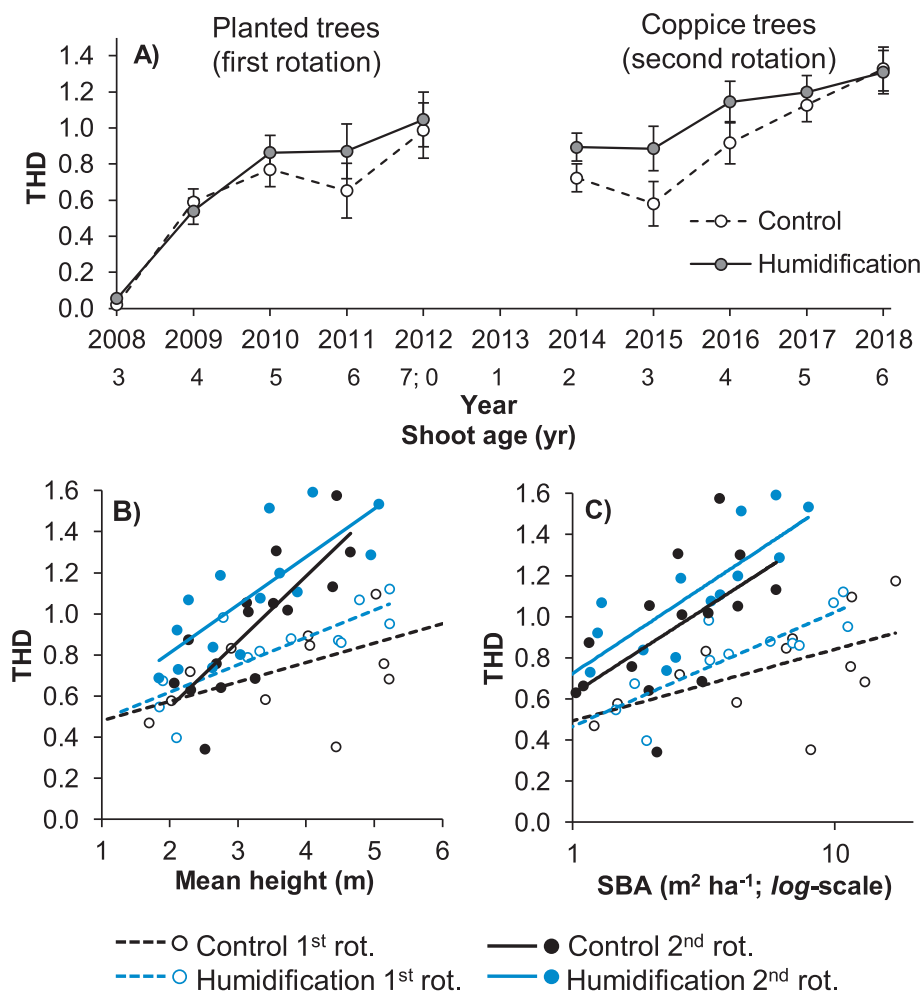 A)
Planted trees
(first rotation)
Coppice trees
(second rotation)
THD
1.4
1.2
1.0
0.8
0.6
0.4
0.2
0.0
Control
Humidification
2008 2009 2010 2011 2012 2013 2014 2015 2016 2017 2018
3 4 5 6 7; 0 1 2 3 4 5 6
Year
Shoot age (yr)
B)
THD
1.6
1.4
1.2
1.0
0.8
0.6
0.4
0.2
0.0
1 2 3 4 5 6
Mean height (m)
C)
THD
1.6
1.4
1.2
1.0
0.8
0.6
0.4
0.2
0.0
1 10
SBA (m² ha⁻¹; log-scale)
Control 1st rot. Control 2nd rot.
Humidification 1st rot. Humidification 2nd rot.